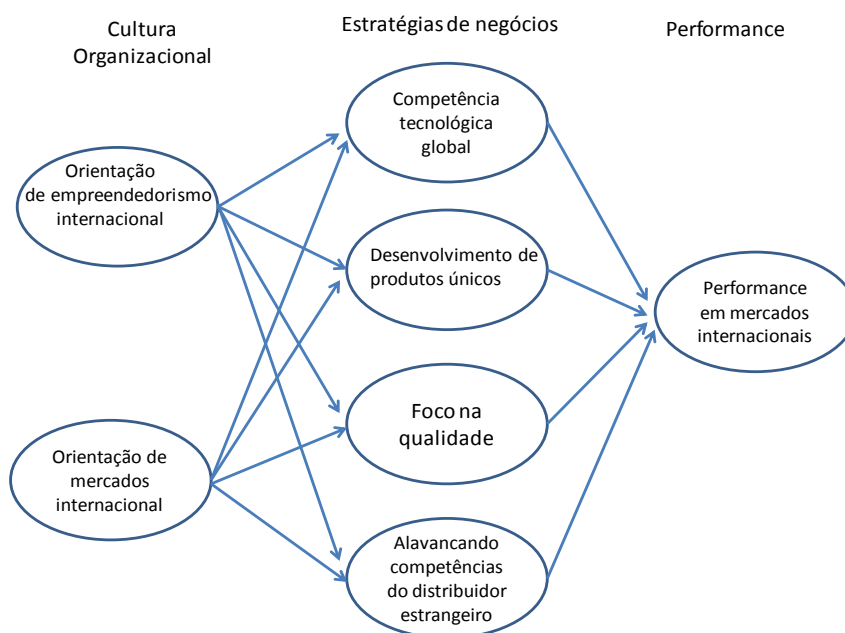 Cultura
Organizacional
Estratégias de negócios
Performance
Orientação
de empreendedorismo
internacional
Orientação de
mercados
internacional
Competência
tecnológica
global
Desenvolvimento de
produtos únicos
Foco na
qualidade
Alavancando
competências
do distribuidor
estrangeiro
Performance
em mercados
internacionais